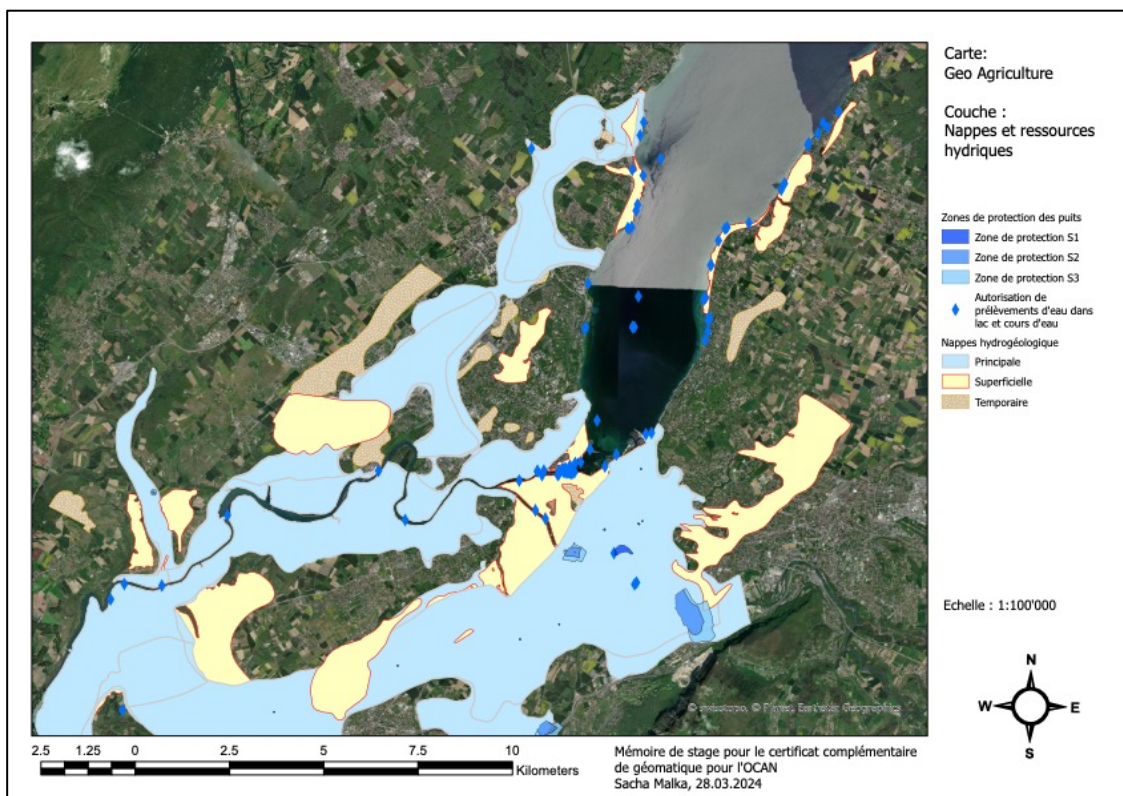 Carte:
Geo Agriculture
Couche :
Nappes et ressources
hydriques
Zones de protection des puits
Zone de protection S1
Zone de protection S2
Zone de protection S3
Autorisation de
prélèvements d'eau dans
lac et cours d'eau
Nappes hydrogéologique
Principale
Superficielle
Temporaire
Echelle : 1:100'000
N
W E
S
© swisstopo, © Planet, Berthelet Geographics
2.5 1.25 0 2.5 5 7.5 10
Kilometers
Mémoire de stage pour le certificat complémentaire
de géomatique pour l'OCAN
Sacha Malka, 28.03.2024